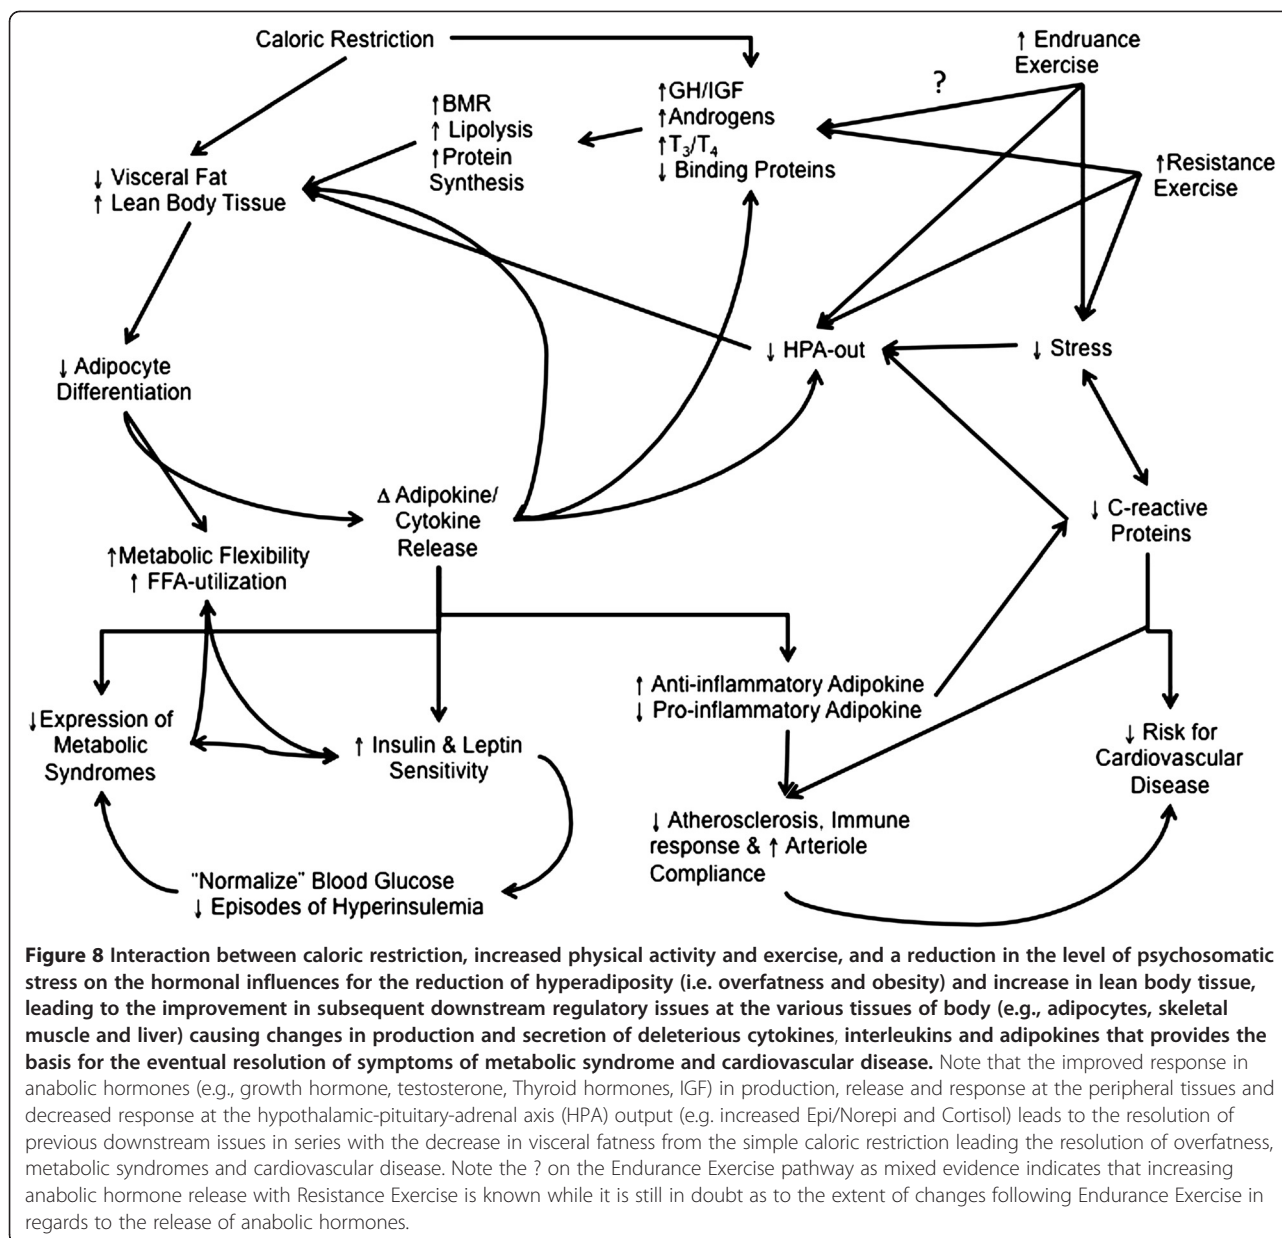 Caloric Restriction
↑ Endruance
Exercise
?
↑GH/IGF
↑Androgens
↑T₃/T₄
↓ Binding Proteins
↑BMR
↑ Lipolysis
↑Protein
Synthesis
↑Resistance
Exercise
↓ Visceral Fat
↑ Lean Body Tissue
↓ HPA-out
↓ Stress
↓ Adipocyte
Differentiation
Δ Adipokine/
Cytokine
Release
↓ C-reactive
Proteins
↑Metabolic Flexibility
↑ FFA-utilization
↑ Anti-inflammatory Adipokine
↓ Pro-inflammatory Adipokine
↓Expression of
Metabolic
Syndromes
↑ Insulin & Leptin
Sensitivity
↓ Risk for
Cardiovascular
Disease
↓ Atherosclerosis, Immune
response & ↑ Arteriole
Compliance
"Normalize" Blood Glucose
↓ Episodes of Hyperinsulemia
Figure 8 Interaction between caloric restriction, increased physical activity and exercise, and a reduction in the level of psychosomatic
stress on the hormonal influences for the reduction of hyperadiposity (i.e. overfatness and obesity) and increase in lean body tissue,
leading to the improvement in subsequent downstream regulatory issues at the various tissues of body (e.g., adipocytes, skeletal
muscle and liver) causing changes in production and secretion of deleterious cytokines, interleukins and adipokines that provides the
basis for the eventual resolution of symptoms of metabolic syndrome and cardiovascular disease. Note that the improved response in
anabolic hormones (e.g., growth hormone, testosterone, Thyroid hormones, IGF) in production, release and response at the peripheral tissues and
decreased response at the hypothalamic-pituitary-adrenal axis (HPA) output (e.g. increased Epi/Norepi and Cortisol) leads to the resolution of
previous downstream issues in series with the decrease in visceral fatness from the simple caloric restriction leading the resolution of overfatness,
metabolic syndromes and cardiovascular disease. Note the ? on the Endurance Exercise pathway as mixed evidence indicates that increasing
anabolic hormone release with Resistance Exercise is known while it is still in doubt as to the extent of changes following Endurance Exercise in
regards to the release of anabolic hormones.